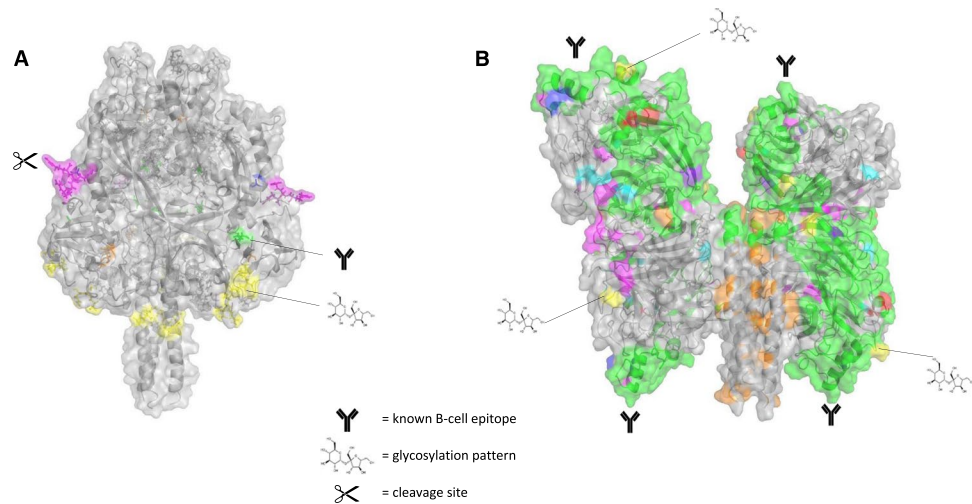 A
B
= known B-cell epitope
= glycosylation pattern
= cleavage site